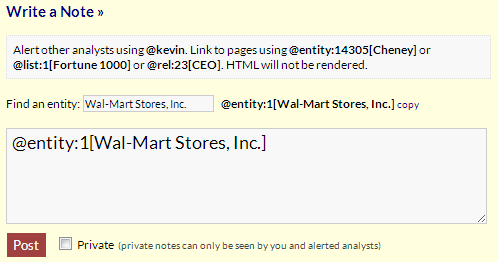 Write a Note »
Alert other analysts using @kevin. Link to pages using @entity:14305[Cheney] or
@list:1[Fortune 1000] or @rel:23[CEO]. HTML will not be rendered.
Find an entity: Wal-Mart Stores, Inc. @entity:1[Wal-Mart Stores, Inc.] copy
@entity:1[Wal-Mart Stores, Inc.]
Post Private (private notes can only be seen by you and alerted analysts)